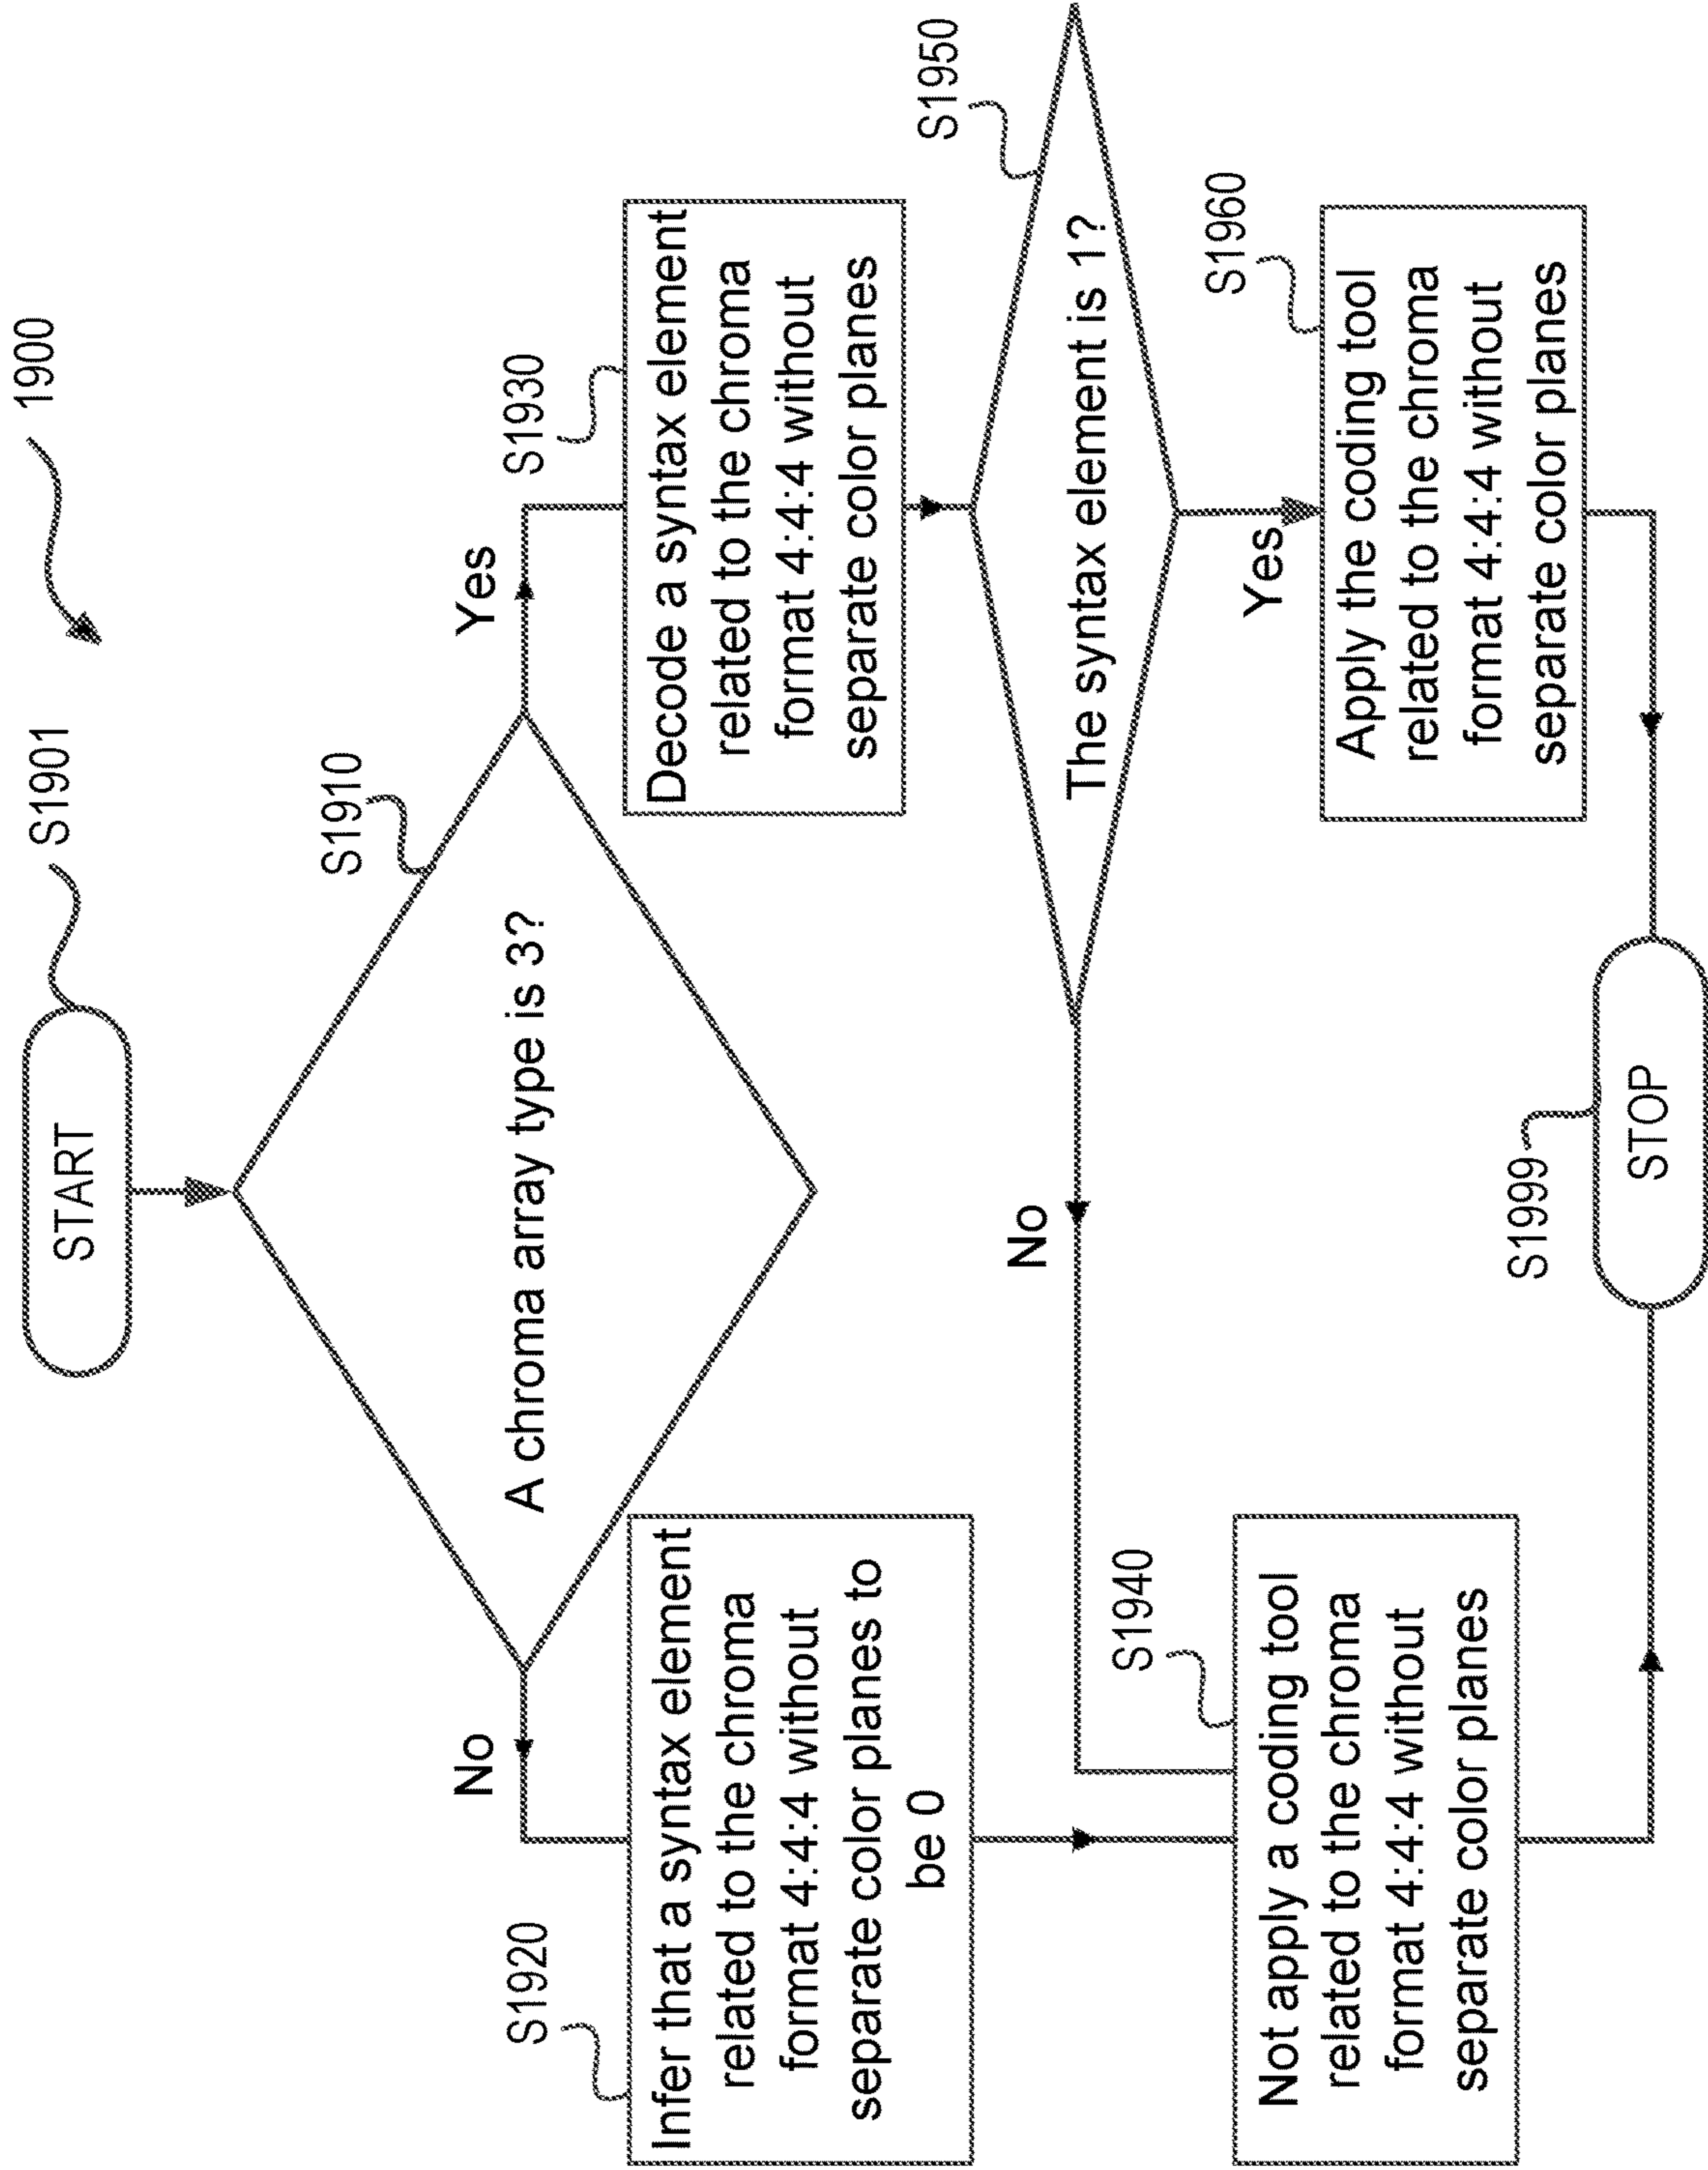 1900
S1901
START
S1910
A chroma array type is 3?
No
Yes
S1920
Infer that a syntax element
related to the chroma
format 4:4:4 without
separate color planes to
be 0
S1930
Decode a syntax element
related to the chroma
format 4:4:4 without
separate color planes
S1950
The syntax element is 1?
No
Yes
S1940
Not apply a coding tool
related to the chroma
format 4:4:4 without
separate color planes
S1960
Apply the coding tool
related to the chroma
format 4:4:4 without
separate color planes
S1999
STOP